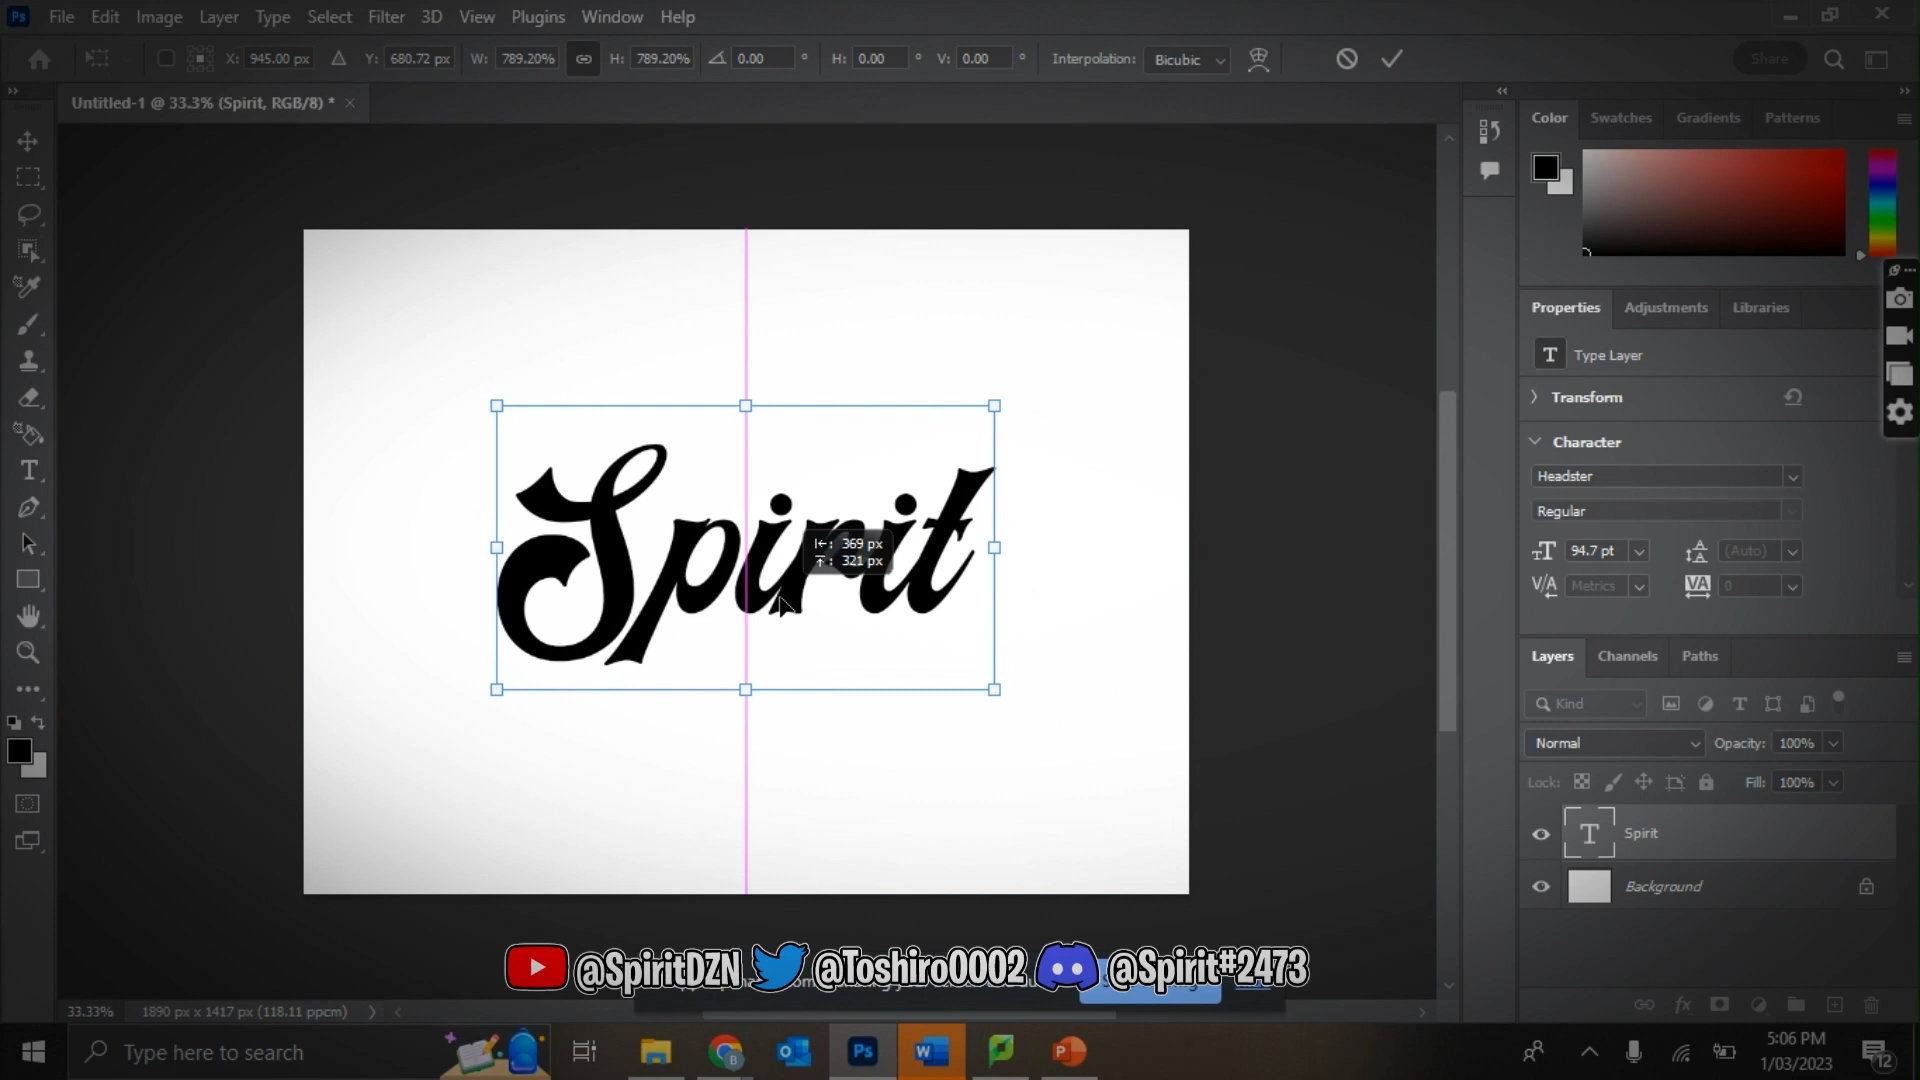 Ps File Edit Image Layer Type Select Filter 3D View Plugins Window Help
X: 945.00 px Y: 680.72 px W: 789.20% H: 789.20% 0.00 ° H: 0.00 ° V: 0.00 ° Interpolation: Bicubic Share
Untitled-1 @ 33.3% (Spirit, RGB/8) * ×
Color Swatches Gradients Patterns
Properties Adjustments Libraries
T Type Layer
Transform
Character
Headster
Regular
94.7 pt (Auto)
Metrics 0
Spirit
369 px
321 px
Layers Channels Paths
Kind
Normal Opacity: 100%
Lock: Fill: 100%
T Spirit
Background
@SpiritDZN @Toshiro0002 @Spirit#2473
33.33% 1890 px x 1417 px (118.11 ppcm)
Type here to search
Ps
5:06 PM
1/03/2023
12